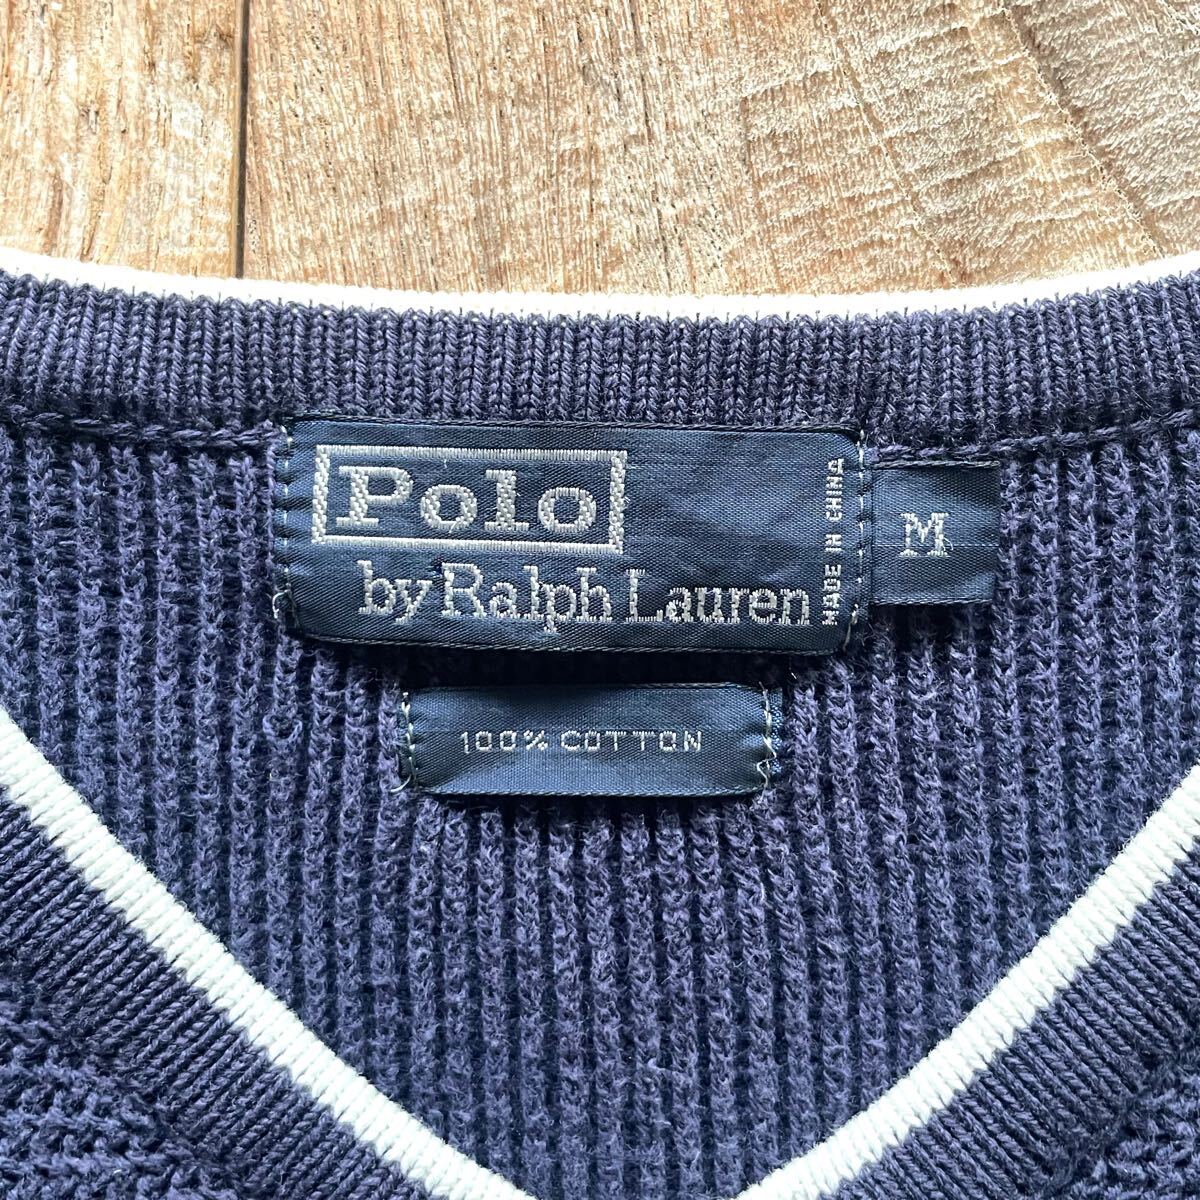 Polo
by Ralph Lauren
MADE IN CHINA
M
100% COTTON